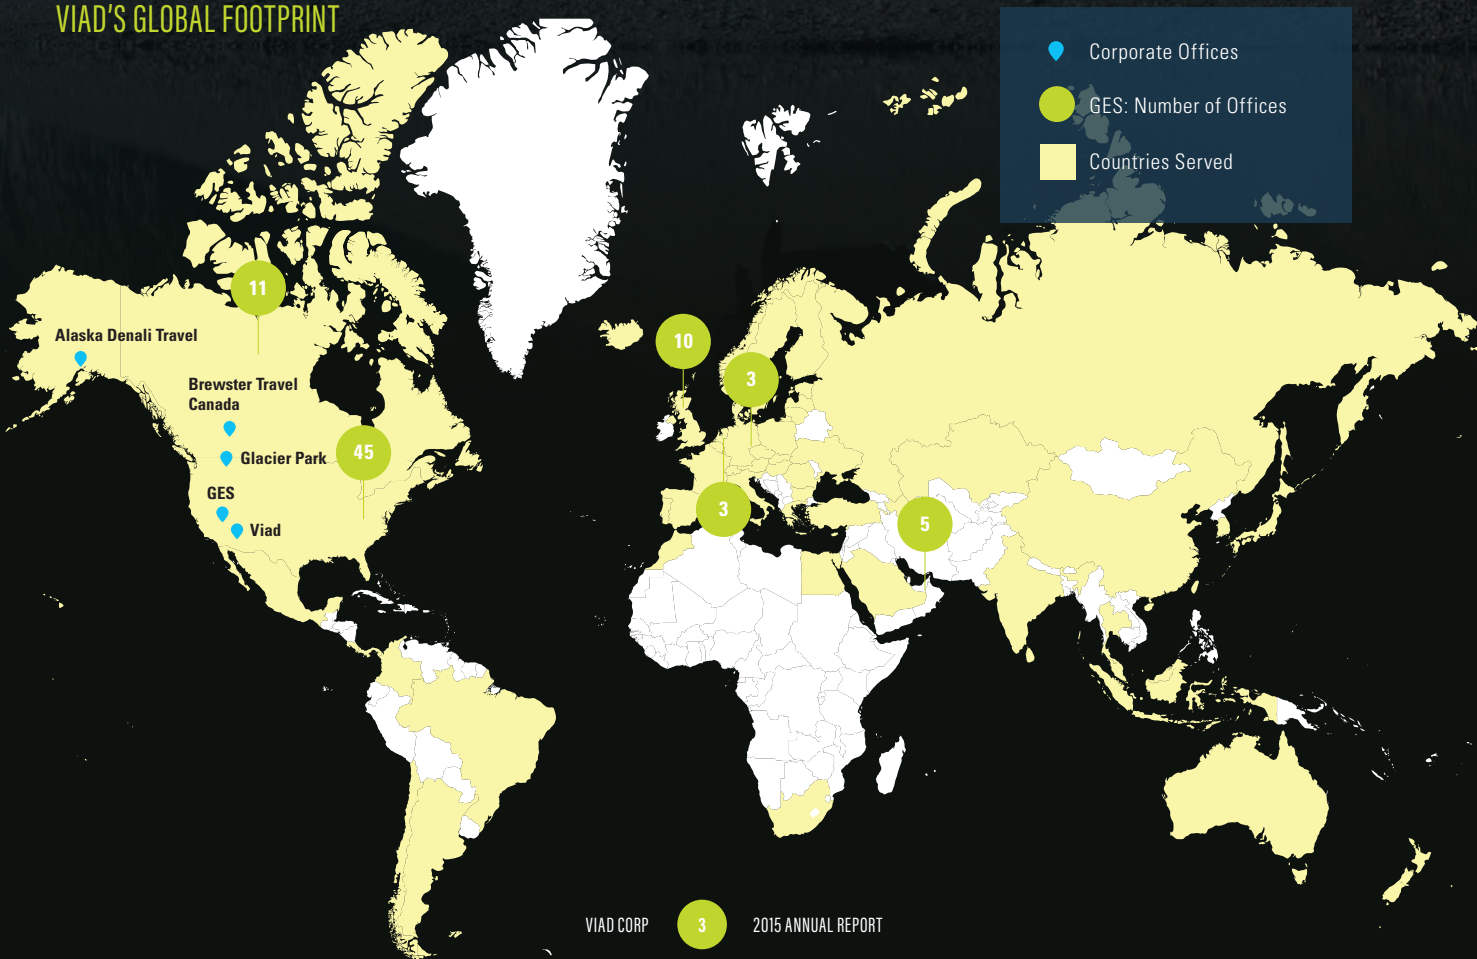 VIAD'S GLOBAL FOOTPRINT
Corporate Offices
GES: Number of Offices
Countries Served
11
Alaska Denali Travel
10
3
Brewster Travel
Canada
45
Glacier Park
GES
Viad
3
5
VIAD CORP
3
2015 ANNUAL REPORT